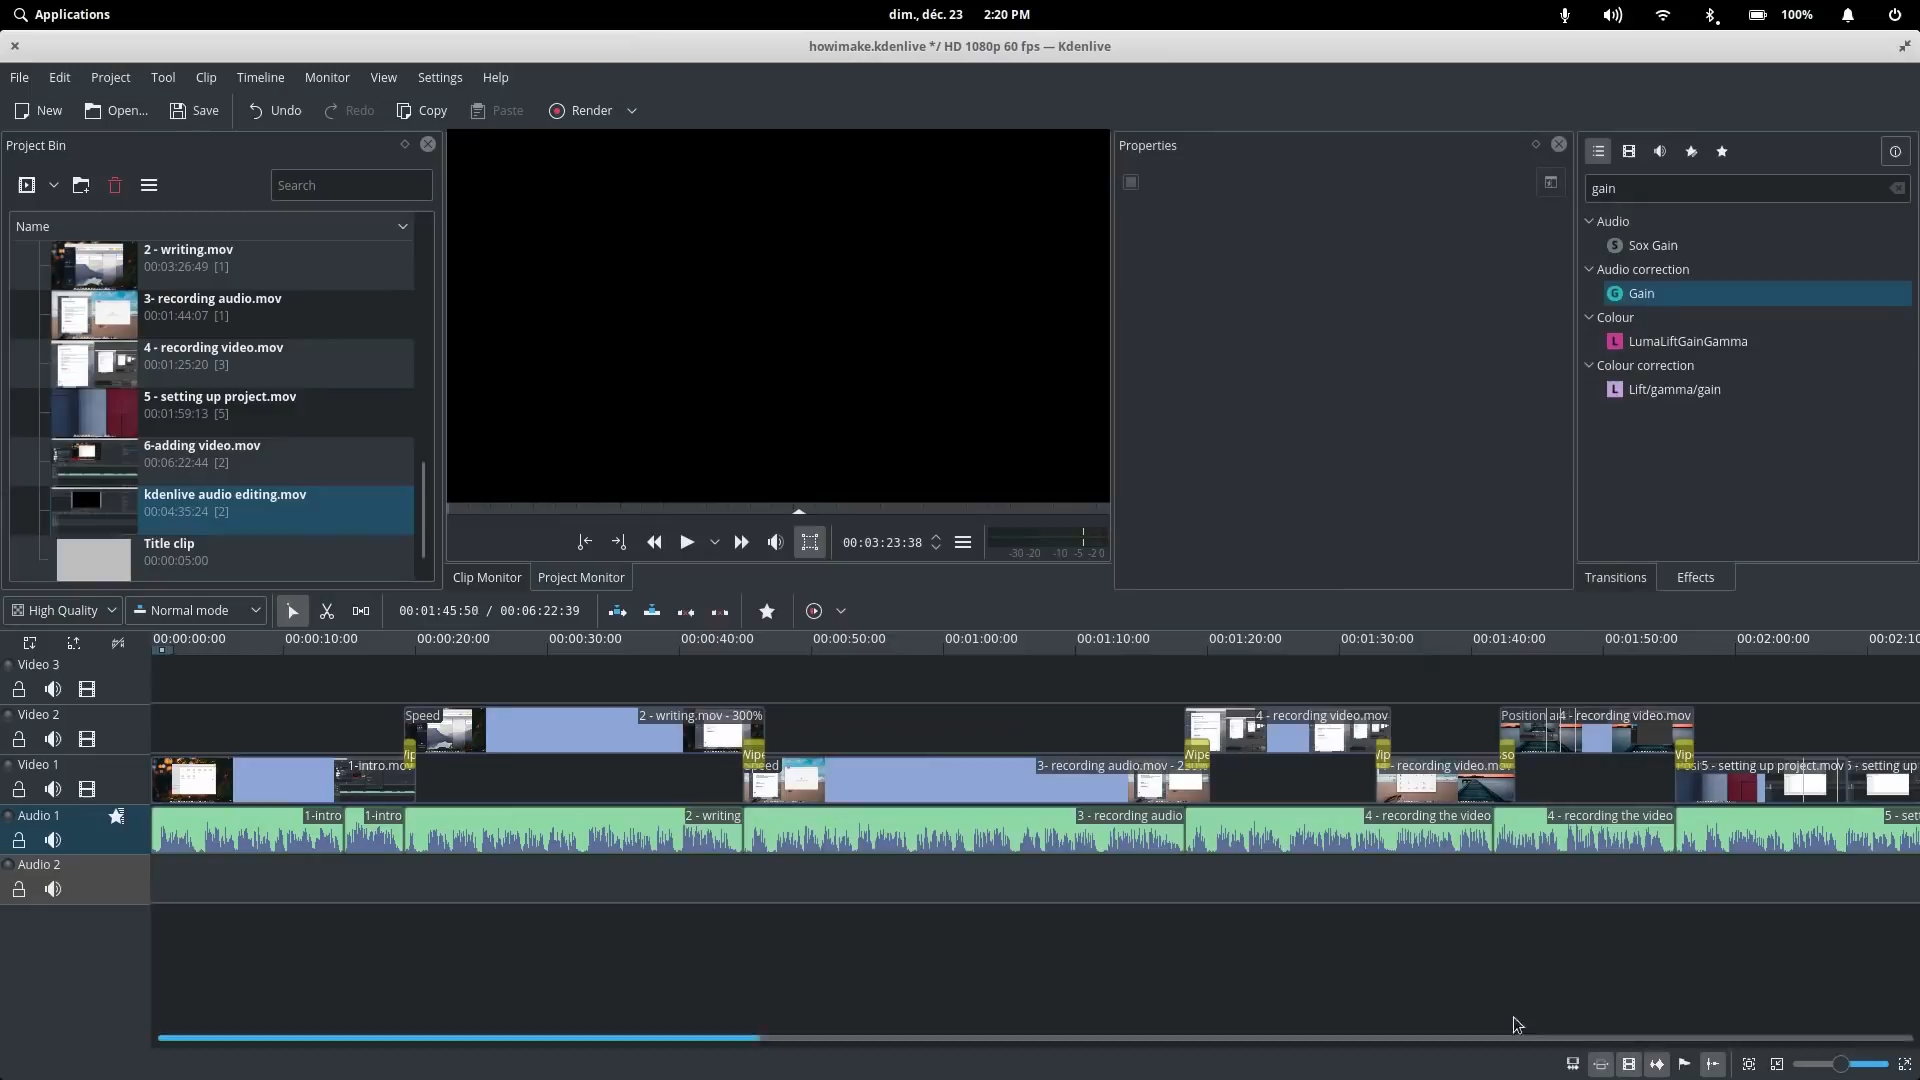 Applications
dim., déc. 23 2:20 PM
100%
howimake.kdenlive */ HD 1080p 60 fps — Kdenlive
File Edit Project Tool Clip Timeline Monitor View Settings Help
New Open... Save Undo Redo Copy Paste Render
Project Bin
Search
Name
2 - writing.mov
00:03:26:49 [1]
3- recording audio.mov
00:01:44:07 [1]
4 - recording video.mov
00:01:25:20 [3]
5 - setting up project.mov
00:01:59:13 [5]
6-adding video.mov
00:06:22:44 [2]
kdenlive audio editing.mov
00:04:35:24 [2]
Title clip
00:00:05:00
00:03:23:38
-30 -20 -10 -5 -2 0
Clip Monitor Project Monitor
Properties
gain
Audio
S Sox Gain
Audio correction
G Gain
Colour
L LumaLiftGainGamma
Colour correction
L Lift/gamma/gain
Transitions Effects
High Quality Normal mode 00:01:45:50 / 00:06:22:39
00:00:00:00 00:00:10:00 00:00:20:00 00:00:30:00 00:00:40:00 00:00:50:00 00:01:00:00 00:01:10:00 00:01:20:00 00:01:30:00 00:01:40:00 00:01:50:00 00:02:00:00 00:02:10
Video 3
Video 2
Speed 2 - writing.mov - 300% 4 - recording video.mov Position a 4 - recording video.mov
Wip Wipe Wipe Wip Wip
Video 1
1-intro.mov 3- recording audio.mov - 2 - recording video.mo 5 - setting up project.mov 5 - setting up
Audio 1
1-intro 1-intro 2 - writing 3 - recording audio 4 - recording the video 4 - recording the video 5 - sett
Audio 2